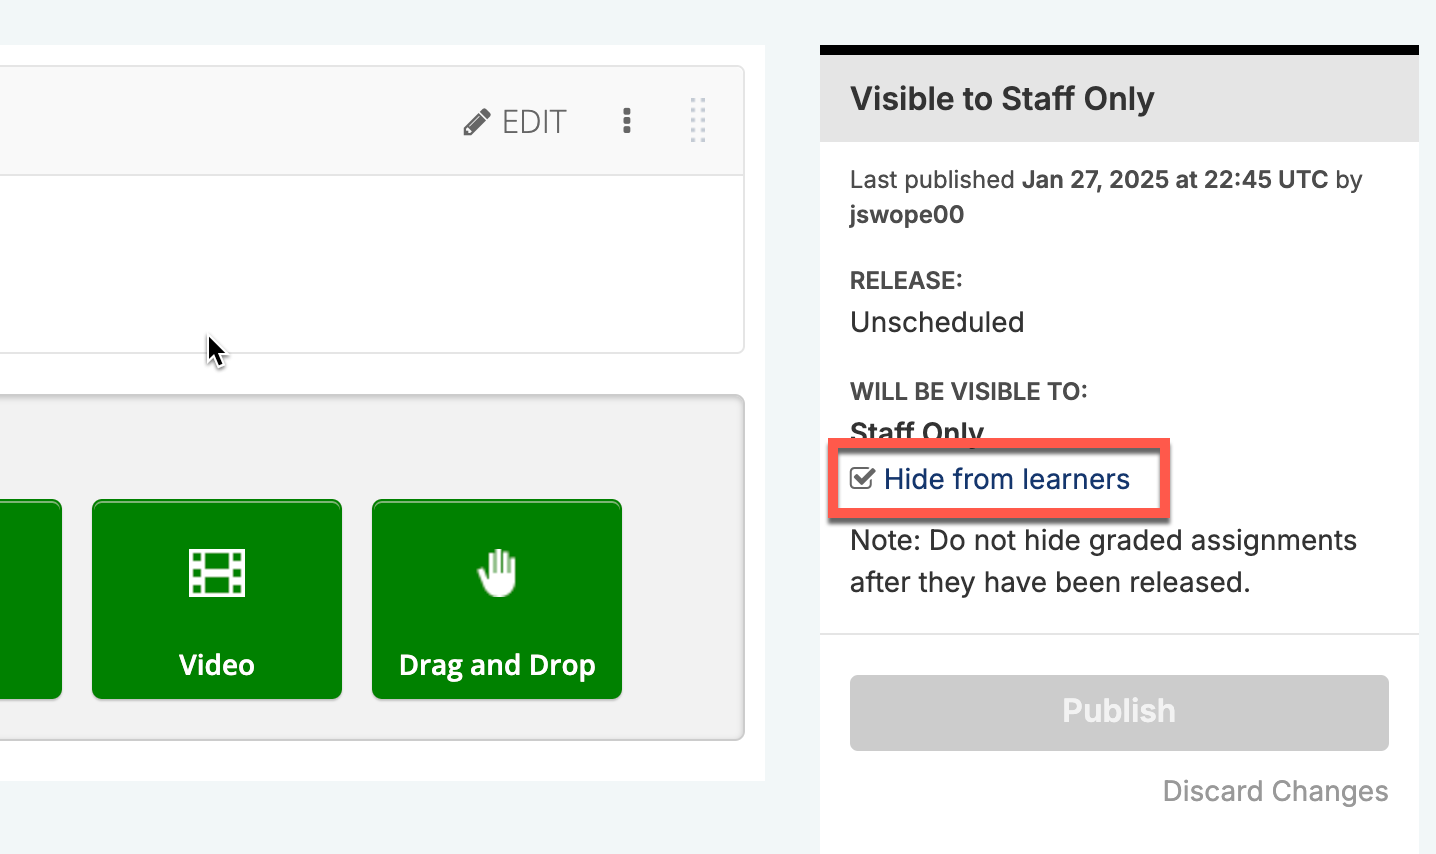 EDIT
Video
Drag and Drop
Visible to Staff Only
Last published Jan 27, 2025 at 22:45 UTC by
jswope00
RELEASE:
Unscheduled
WILL BE VISIBLE TO:
Staff Only
Hide from learners
Note: Do not hide graded assignments
after they have been released.
Publish
Discard Changes